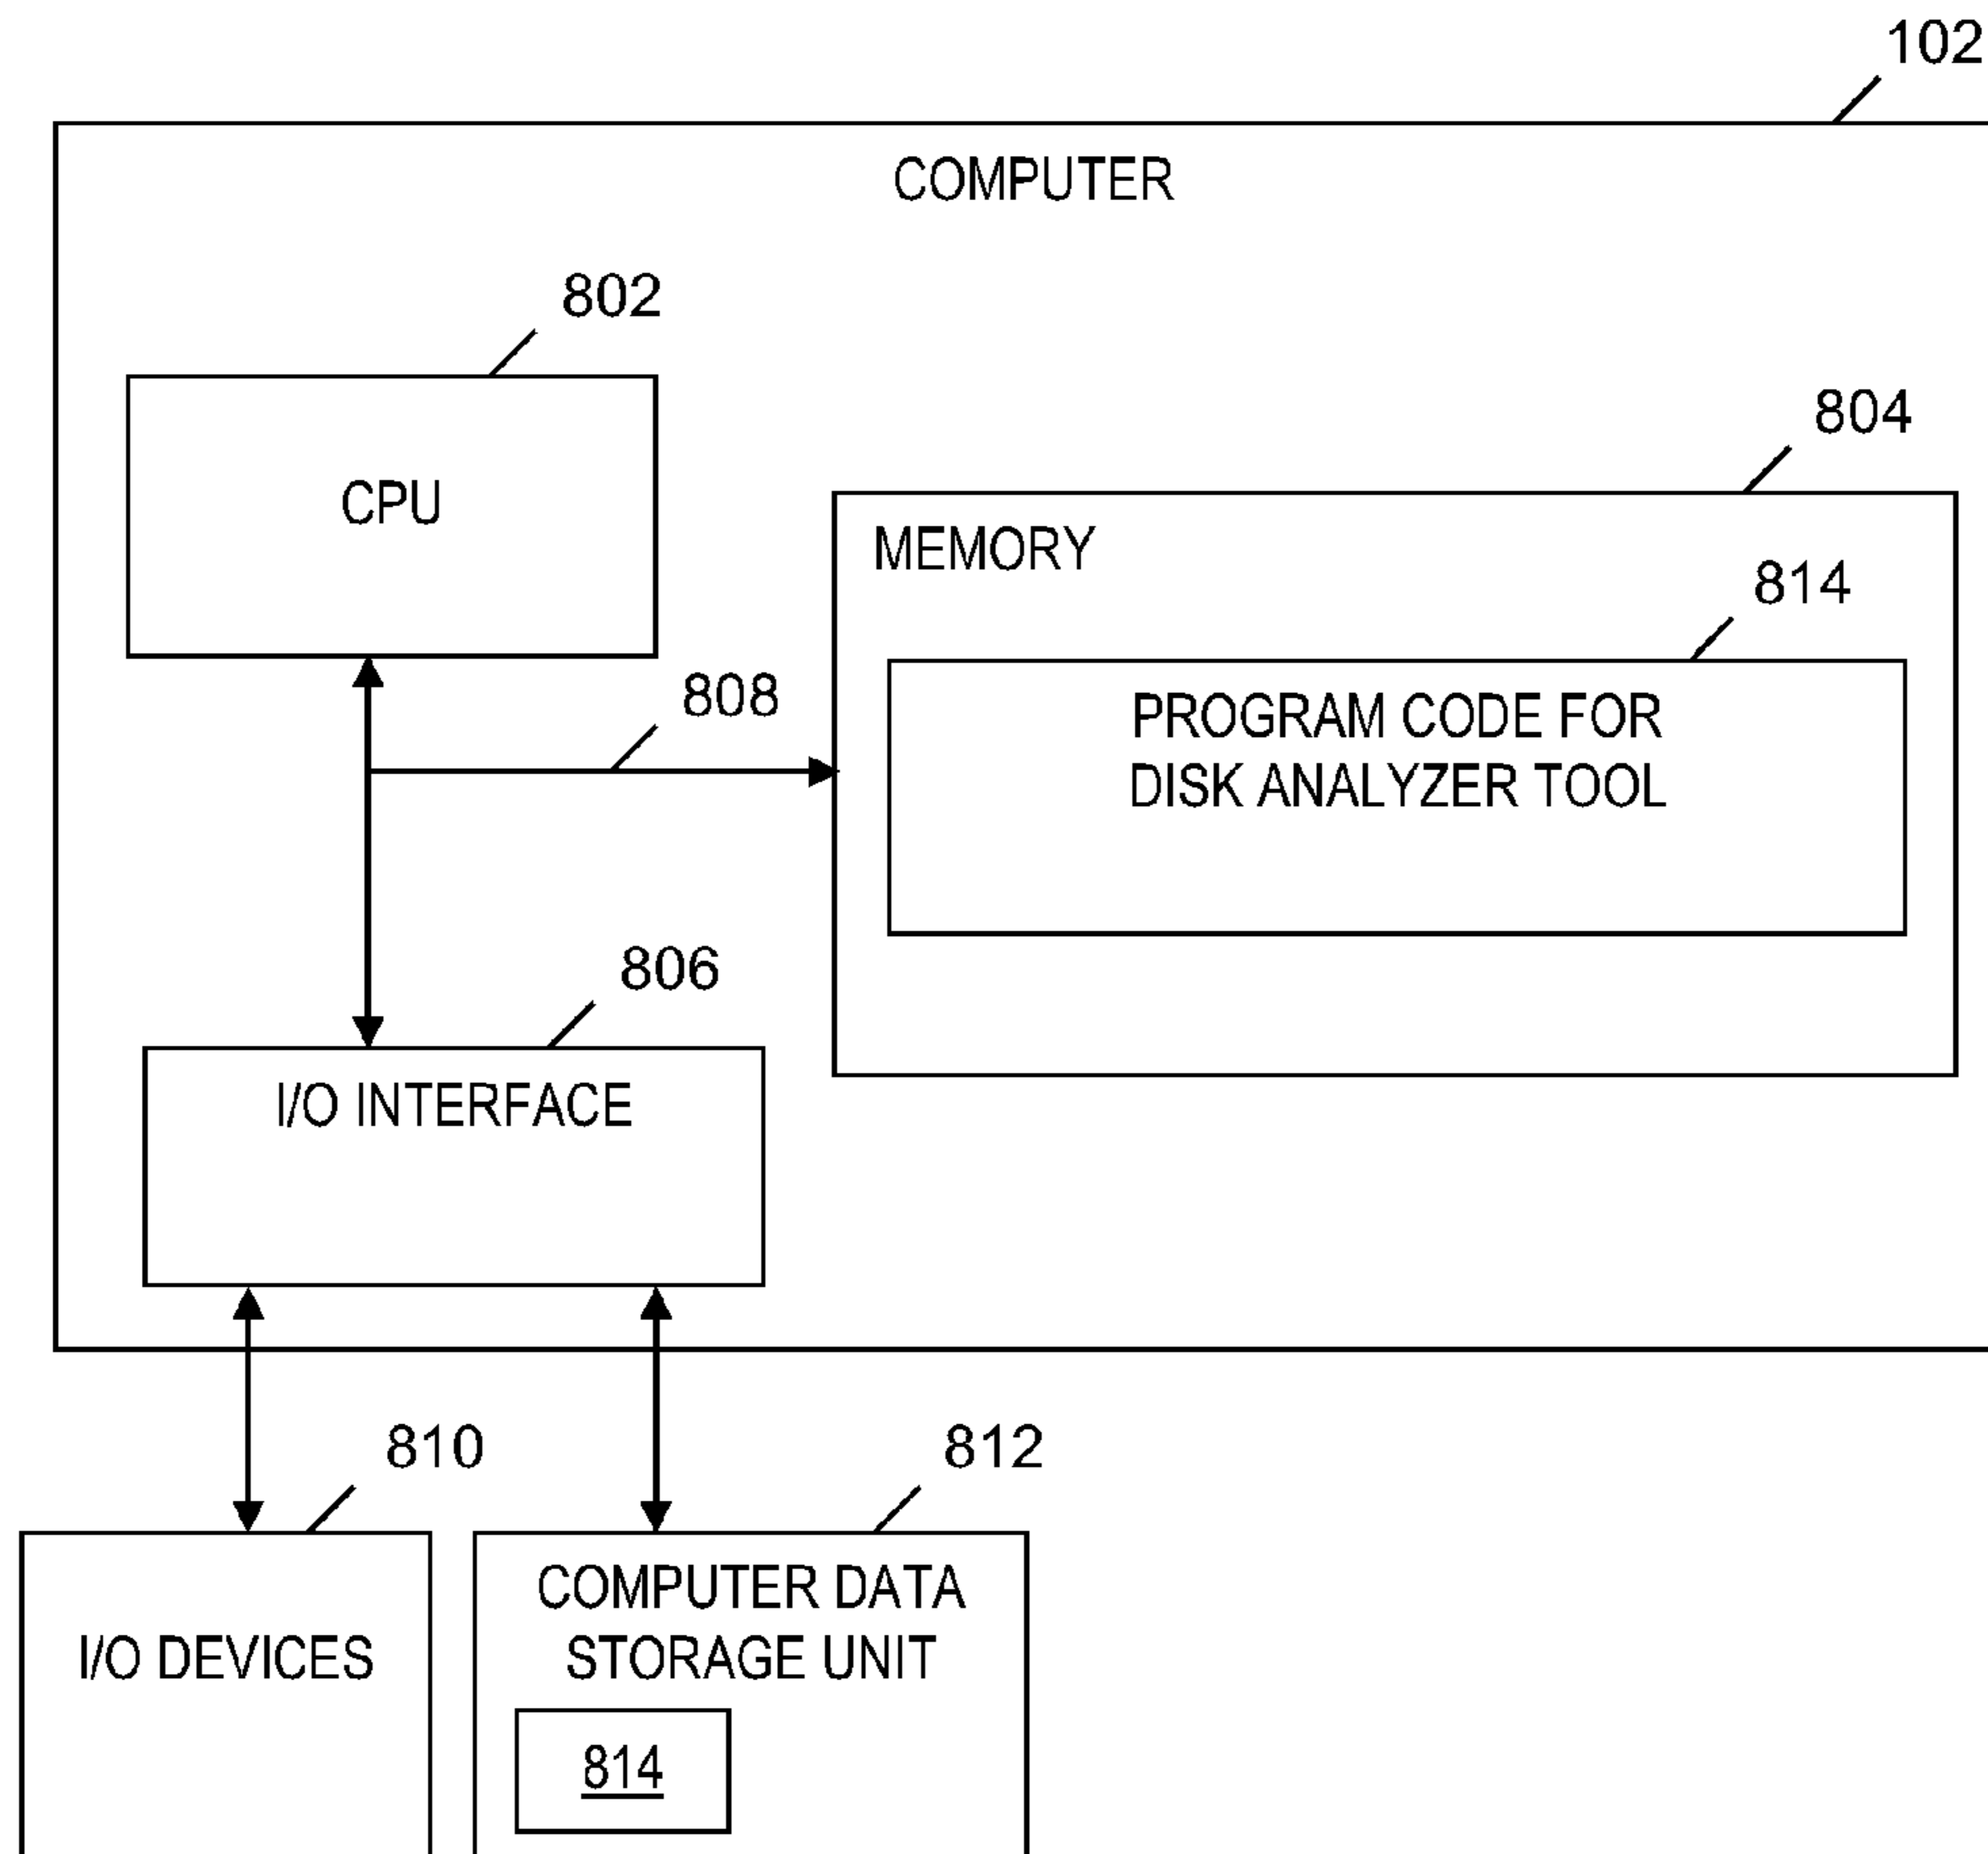 102
COMPUTER
802
CPU
804
MEMORY
814
PROGRAM CODE FOR
DISK ANALYZER TOOL
808
806
I/O INTERFACE
810
812
I/O DEVICES
COMPUTER DATA
STORAGE UNIT
814